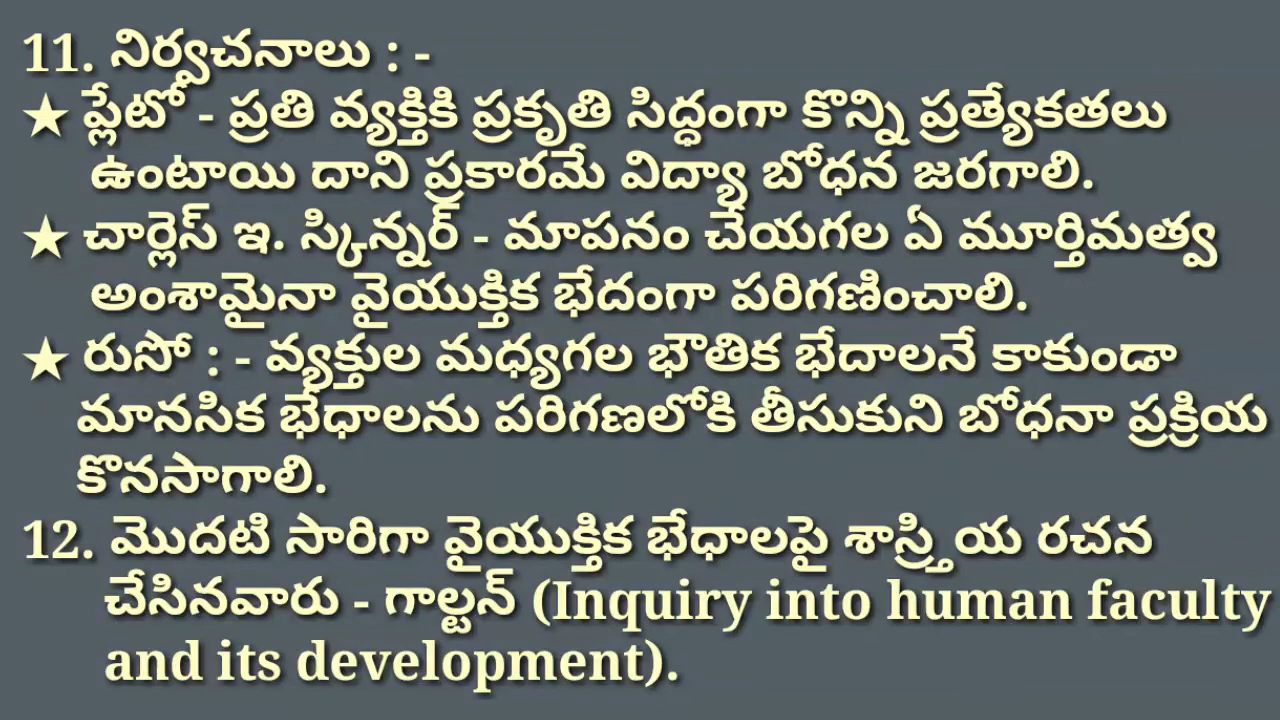 11. నిర్వచనాలు : -
★ ప్లేటో - ప్రతి వ్యక్తికి ప్రకృతి సిద్ధంగా కొన్ని ప్రత్యేకతలు
ఉంటాయి దాని ప్రకారమే విద్యా బోధన జరగాలి.
★ చార్లెస్ ఇ. స్కిన్నర్ - మాపనం చేయగల ఏ మూర్తిమత్వ
అంశామైనా వైయుక్తిక భేదంగా పరిగణించాలి.
★ రుసో : - వ్యక్తుల మధ్యగల భౌతిక భేదాలనే కాకుండా
మానసిక భేధాలను పరిగణలోకి తీసుకుని బోధనా ప్రక్రియ
కొనసాగాలి.
12. మొదటి సారిగా వైయుక్తిక భేధాలపై శాస్త్రియ రచన
చేసినవారు - గాల్టన్ (Inquiry into human faculty
and its development).